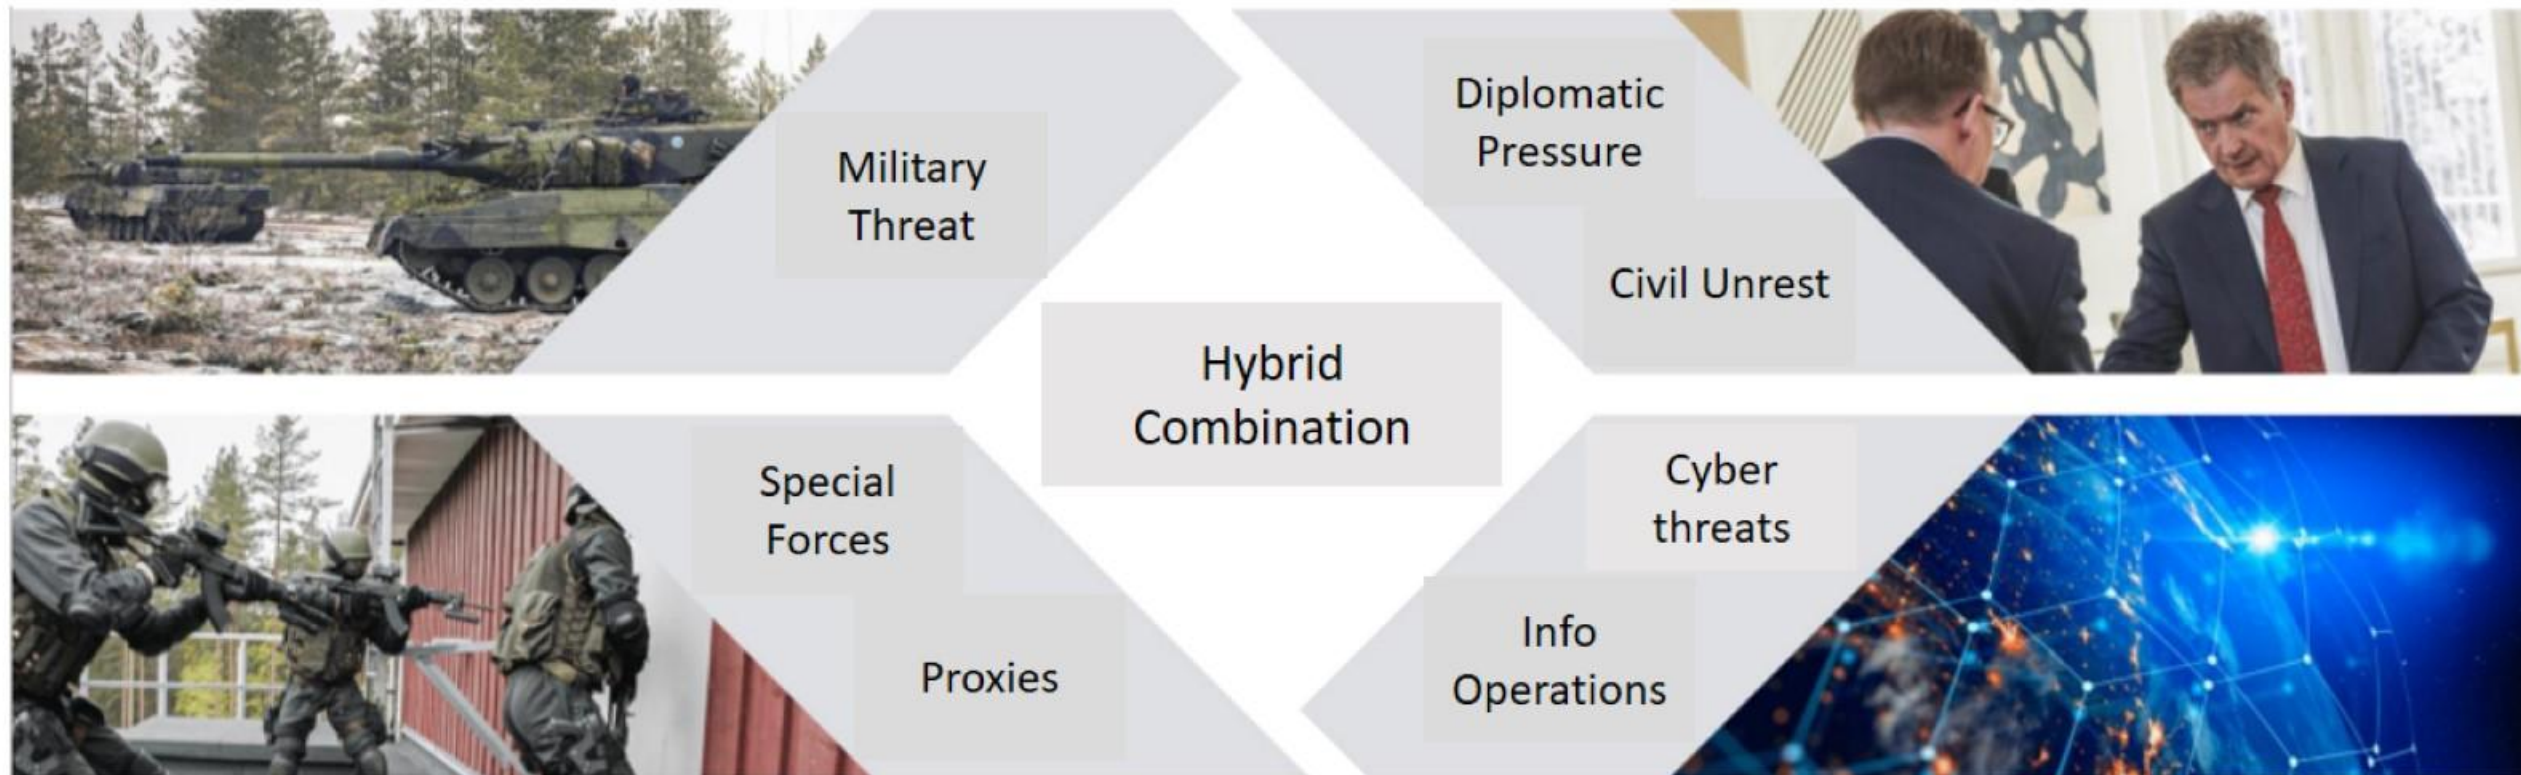 Military
Threat
Diplomatic
Pressure
Civil Unrest
Hybrid
Combination
Special
Forces
Proxies
Cyber
threats
Info
Operations